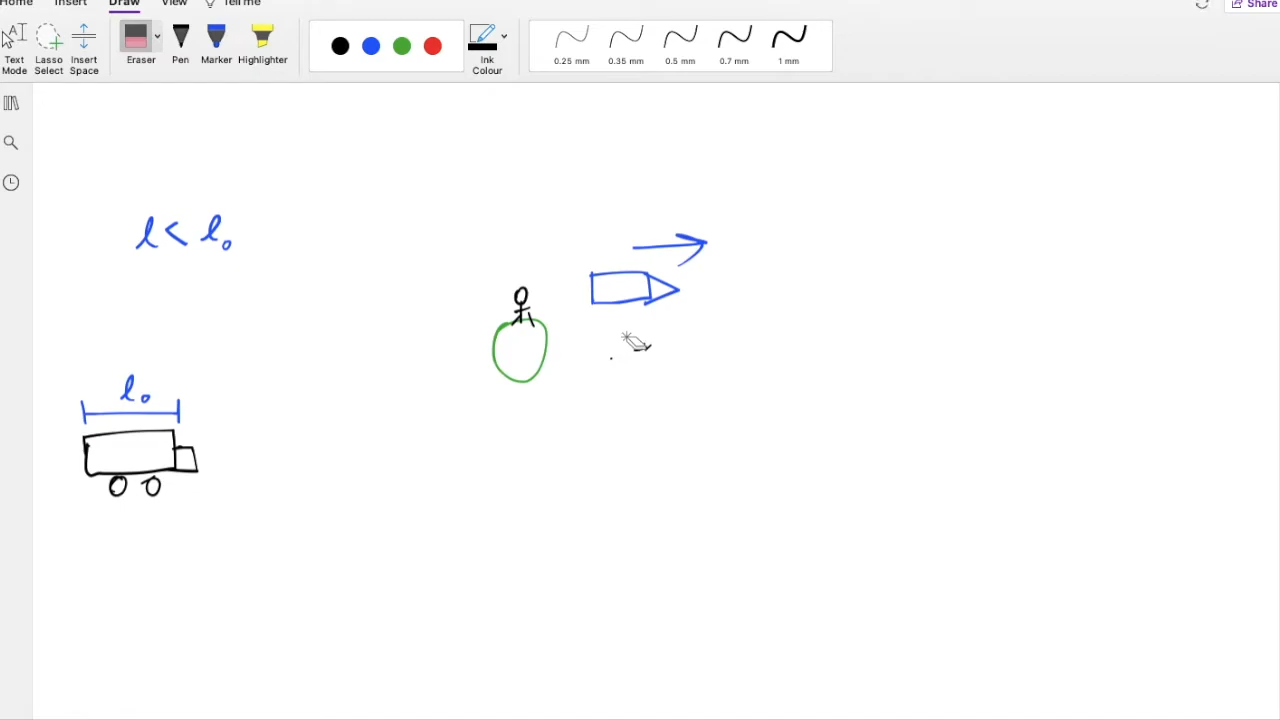 Home Insert Draw View Tell me
Share
Text Mode
Lasso Select
Insert Space
Eraser
Pen
Marker
Highlighter
Ink Colour
0.25 mm
0.35 mm
0.5 mm
0.7 mm
1 mm
l < l₀
l₀